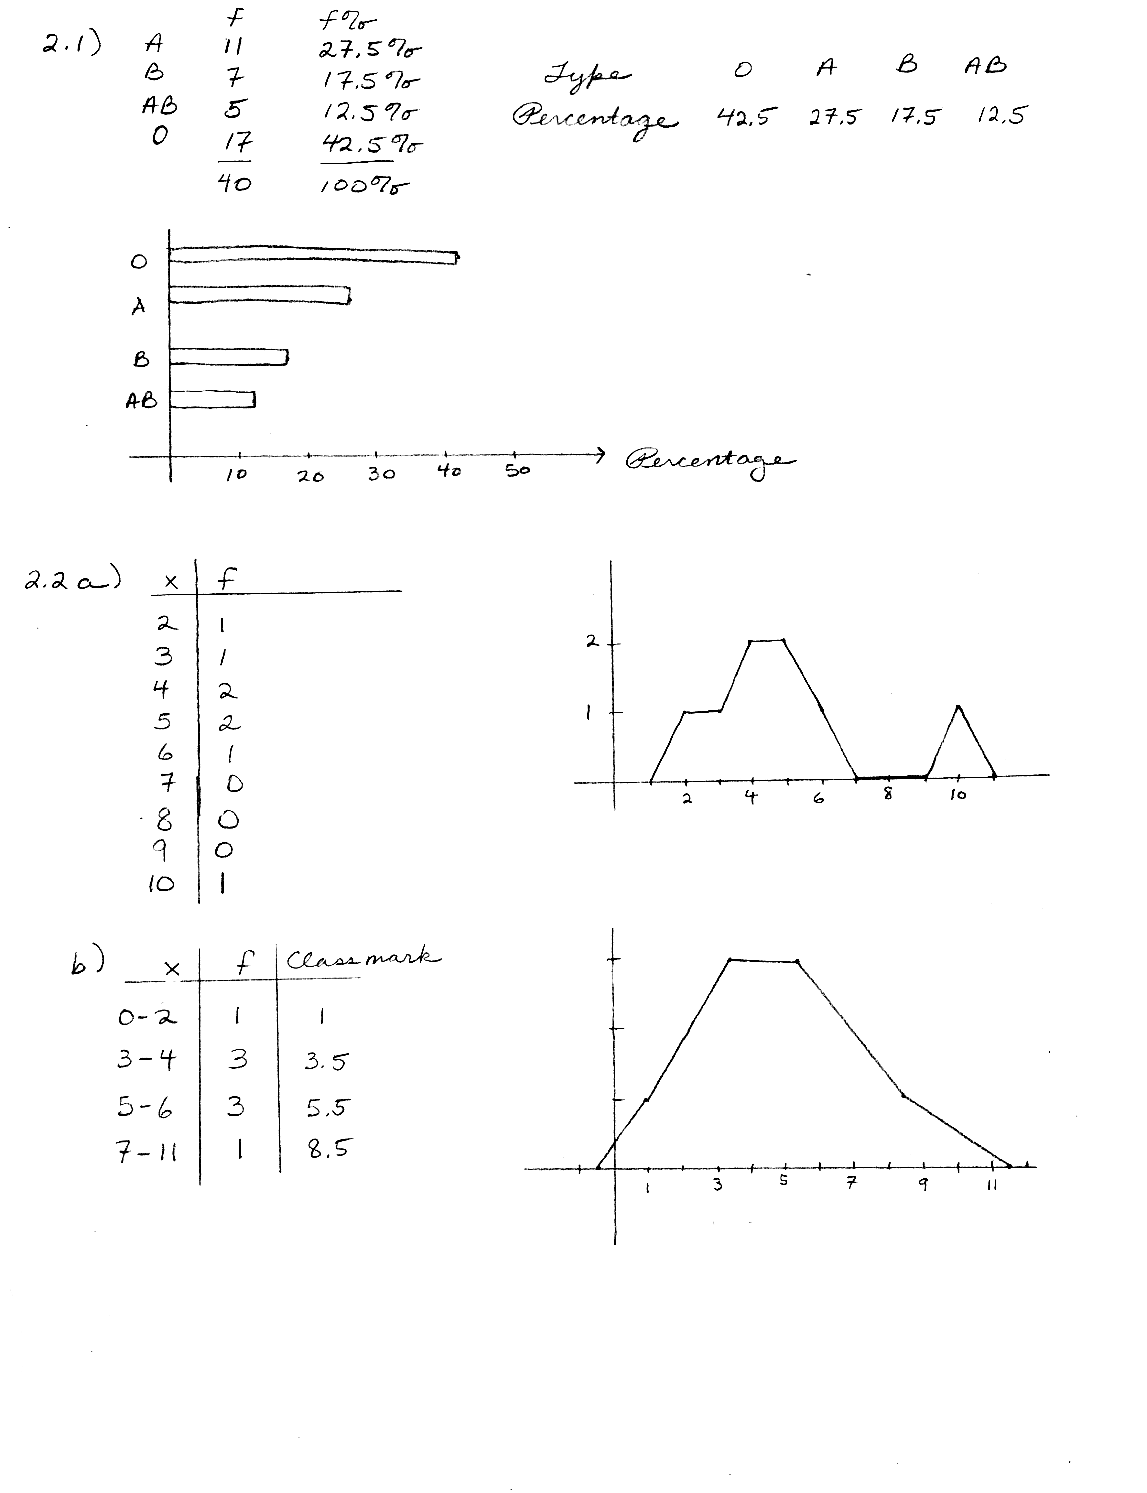 f f%
2.1) A 11 27.5%
B 7 17.5%
AB 5 12.5%
O 17 42.5%
40 100%
Type O A B AB
Percentage 42.5 27.5 17.5 12.5
O
A
B
AB
10 20 30 40 50 Percentage
2.2 a) x f
2 1
3 1
4 2
5 2
6 1
7 0
8 0
9 0
10 1
2
1
2 4 6 8 10
b) x f Class mark
0-2 1 1
3-4 3 3.5
5-6 3 5.5
7-11 1 8.5
1 3 5 7 9 11